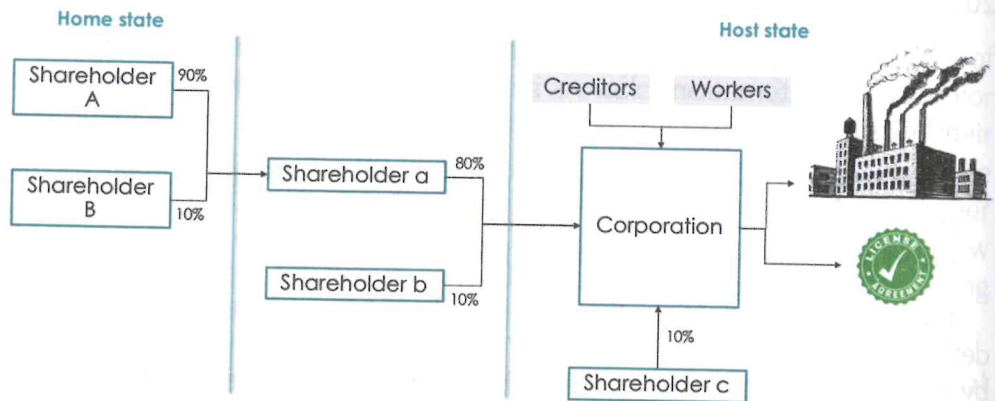 Home state
Host state
Shareholder
A
90%
Creditors
Workers
Shareholder a
80%
Shareholder
B
10%
Corporation
LICENSE
AGREEMENT
Shareholder b
10%
10%
Shareholder c